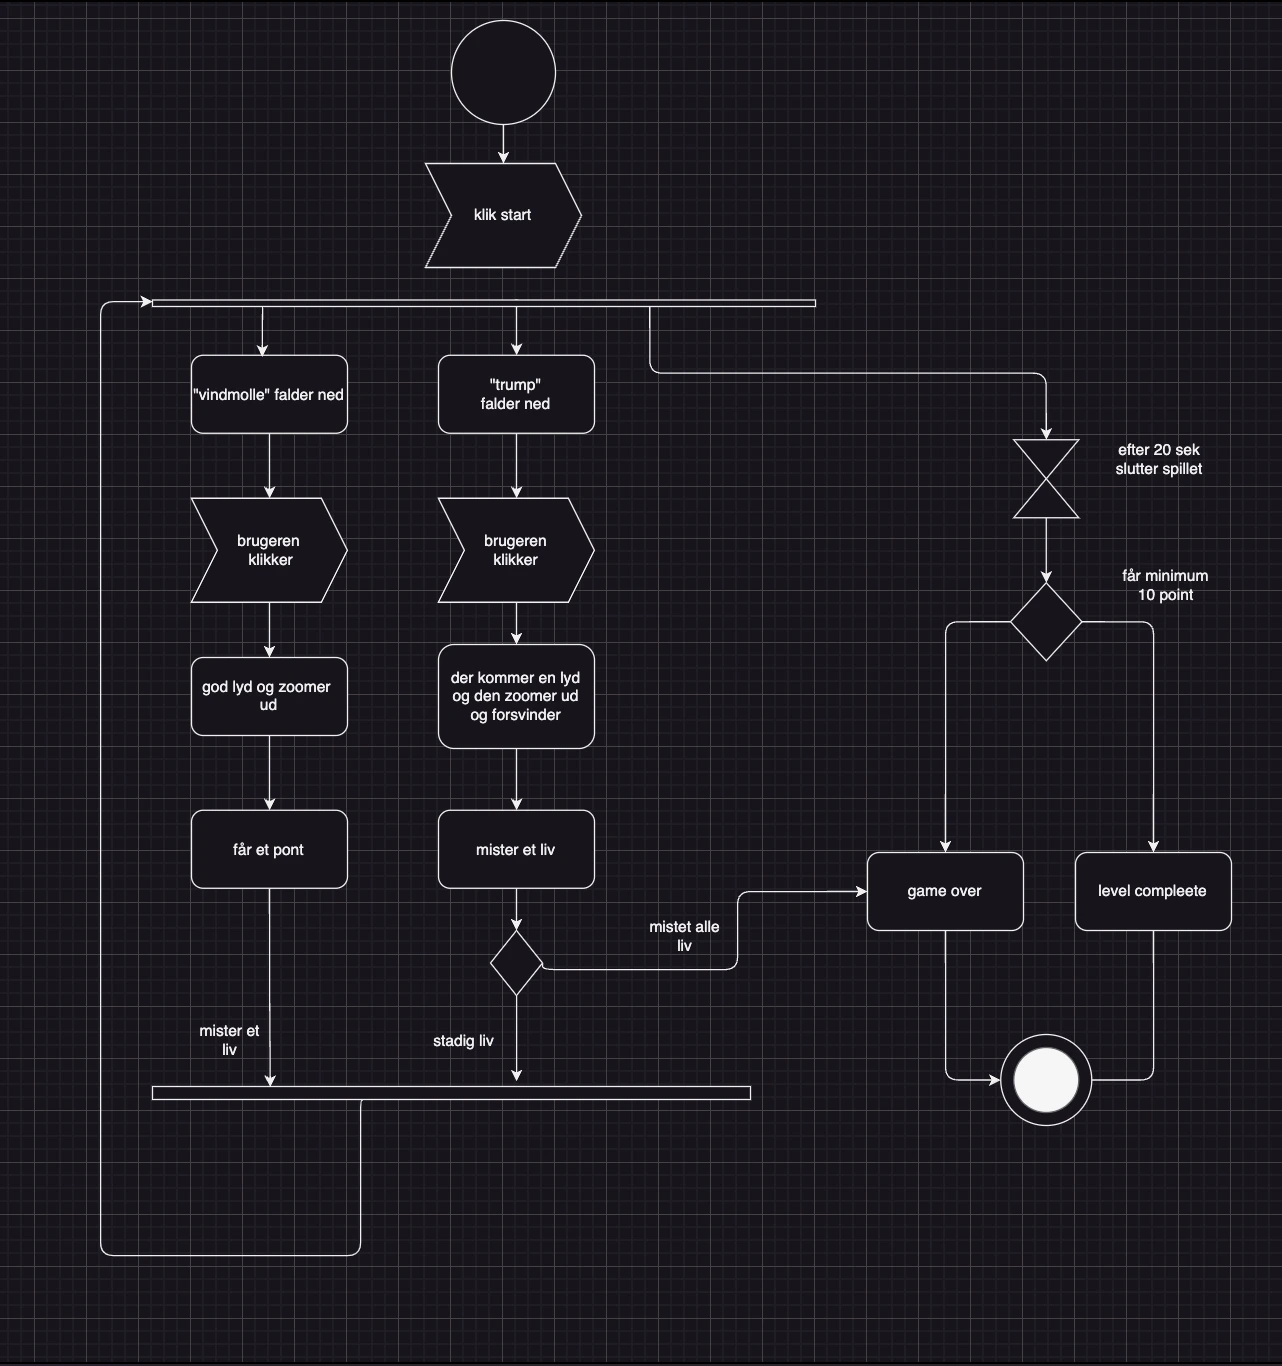 klik start
"vindmolle" falder ned
"trump"
falder ned
efter 20 sek
slutter spillet
brugeren
klikker
brugeren
klikker
får minimum
10 point
god lyd og zoomer
ud
der kommer en lyd
og den zoomer ud
og forsvinder
får et pont
mister et liv
game over
level compleete
mistet alle
liv
mister et
liv
stadig liv